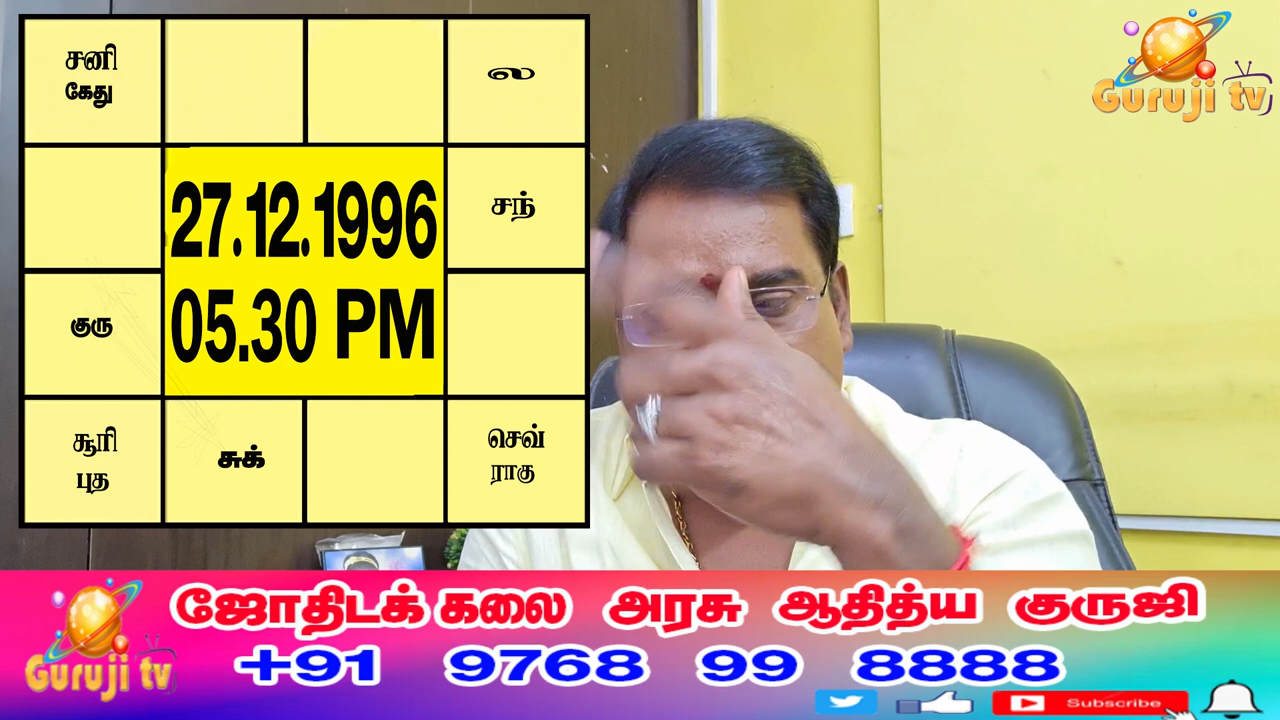 சனி
கேது
ல
27.12.1996
05.30 PM
சந்
குரு
சூரி
புத
சுக்
செவ்
ராகு
Guruji tv
ஜோதிடக் கலை அரசு ஆதித்ய குருஜி
Guruji tv
+91 9768 99 8888
Subscribe